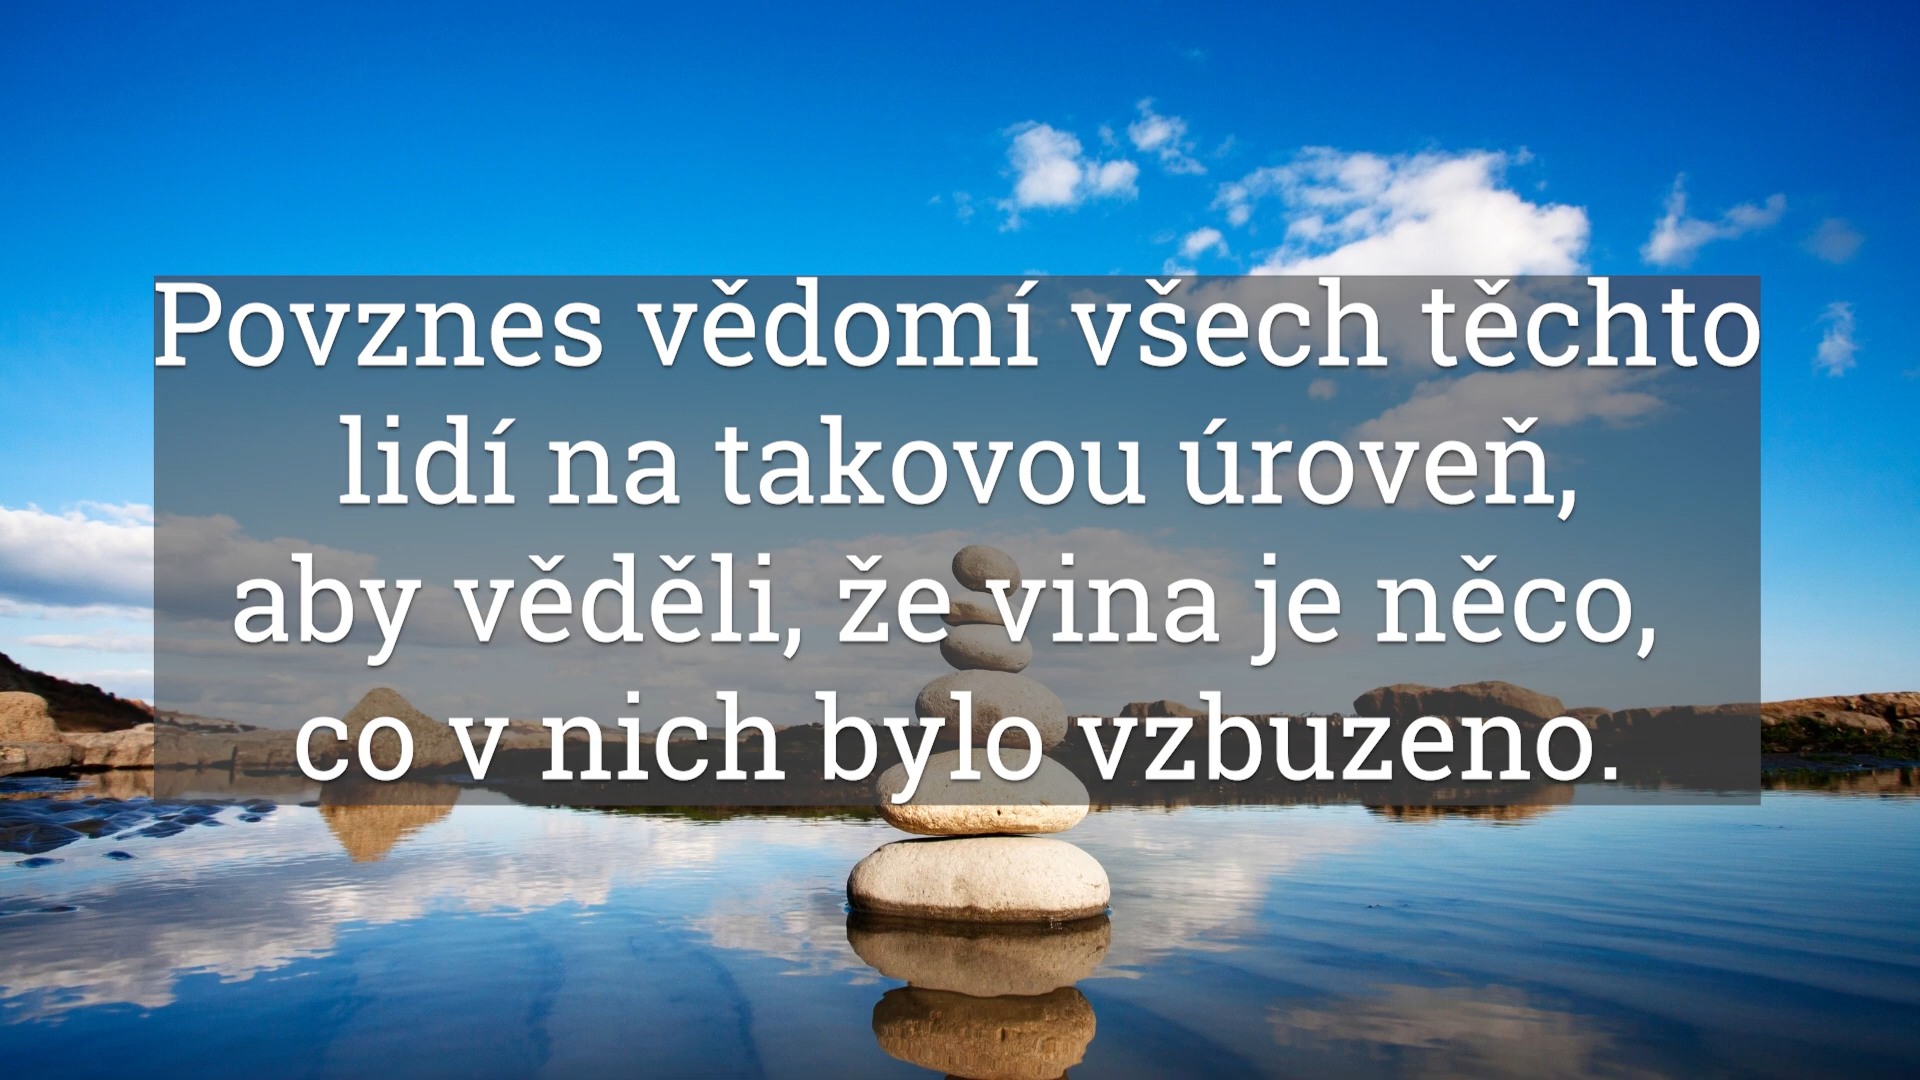 Povznes vědomí všech těchto
lidí na takovou úroveň,
aby věděli, že vina je něco,
co v nich bylo vzbuzeno.